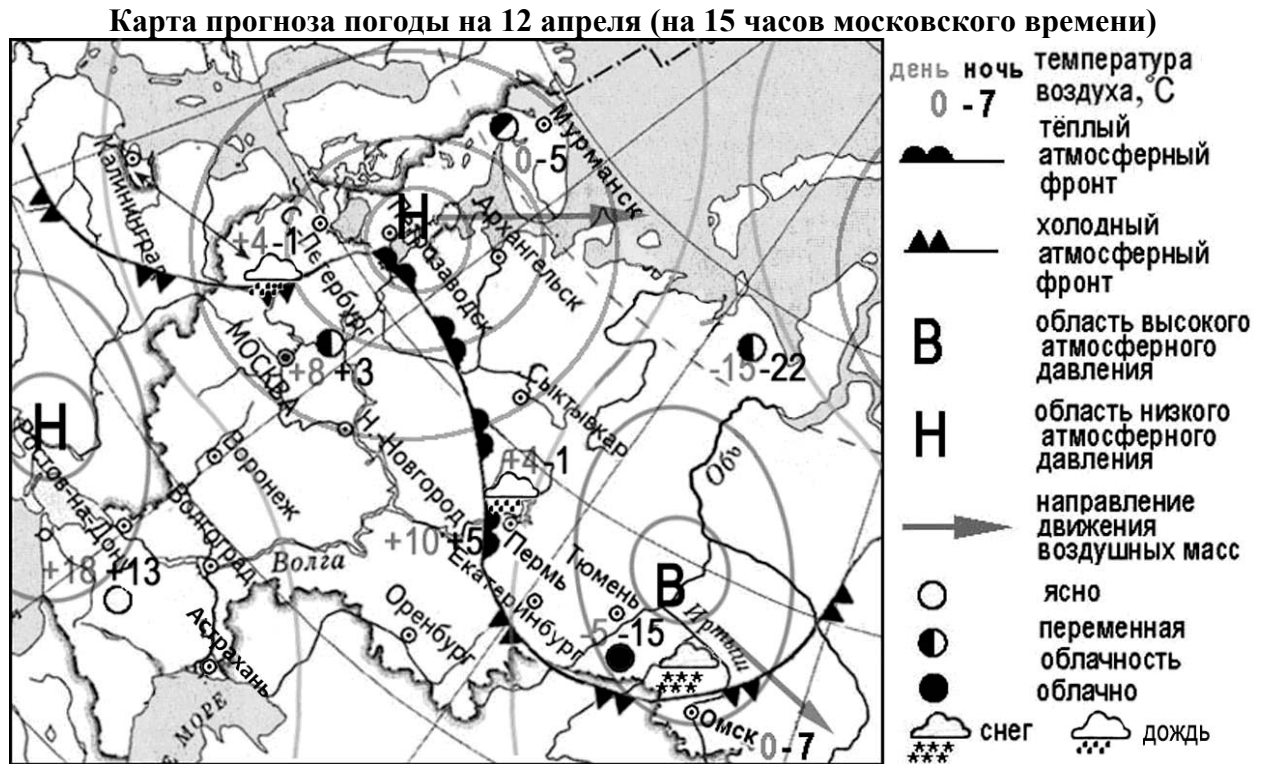 Карта прогноза погоды на 12 апреля (на 15 часов московского времени)
Мурманск
0 -5
Калининград
Н
Архангельск
+4 -1
С. Петербург
Петрозаводск
МОСКВА
+8 +3
-15 -22
Сыктывкар
Н
Н. Новгород
Обь
Воронеж
+4 -1
Ростов-на-Дону
Волгоград
+10 +5
Пермь
Тюмень
Волга
+18 +13
Екатеринбург
В
Оренбург
Иртыш
Астрахань
-5 -15
Е МОРЕ
Омск
0 -7
день ночь
0 -7
температура
воздуха,°С
тёплый
атмосферный
фронт
холодный
атмосферный
фронт
В
область высокого
атмосферного
давления
Н
область низкого
атмосферного
давления
направление
движения
воздушных масс
ясно
переменная
облачность
облачно
снег
дождь